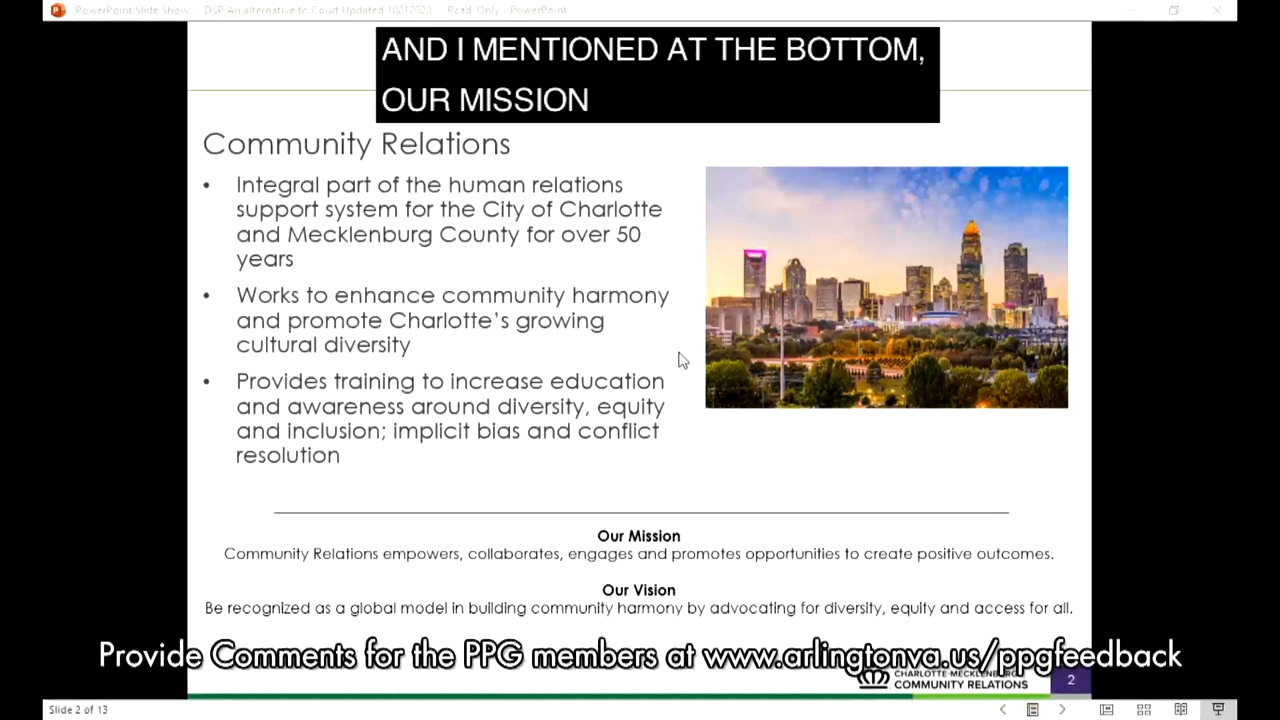 PowerPoint Slide Show - DSP An alternative to Court Updated 10212020 - Read-Only - PowerPoint
AND I MENTIONED AT THE BOTTOM,
OUR MISSION
Community Relations
• Integral part of the human relations
support system for the City of Charlotte
and Mecklenburg County for over 50
years
• Works to enhance community harmony
and promote Charlotte's growing
cultural diversity
• Provides training to increase education
and awareness around diversity, equity
and inclusion; implicit bias and conflict
resolution
Our Mission
Community Relations empowers, collaborates, engages and promotes opportunities to create positive outcomes.
Our Vision
Be recognized as a global model in building community harmony by advocating for diversity, equity and access for all.
Provide Comments for the PPG members at www.arlingtonva.us/ppgfeedback
CHARLOTTE-MECKLENBURG
COMMUNITY RELATIONS
2
Slide 2 of 13